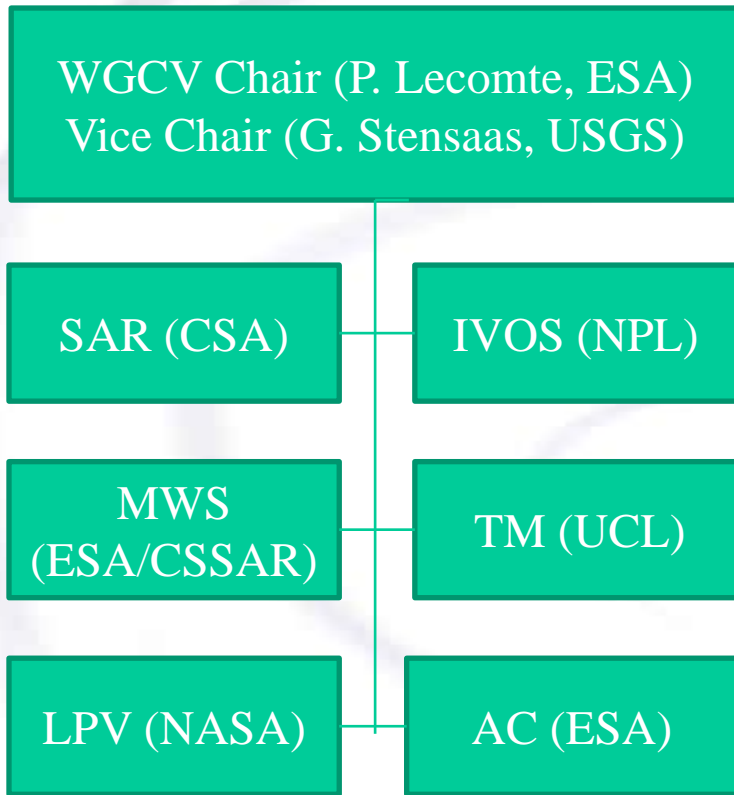 WGCV Chair (P. Lecomte, ESA)
Vice Chair (G. Stensaas, USGS)
SAR (CSA)
IVOS (NPL)
MWS
(ESA/CSSAR)
TM (UCL)
LPV (NASA)
AC (ESA)